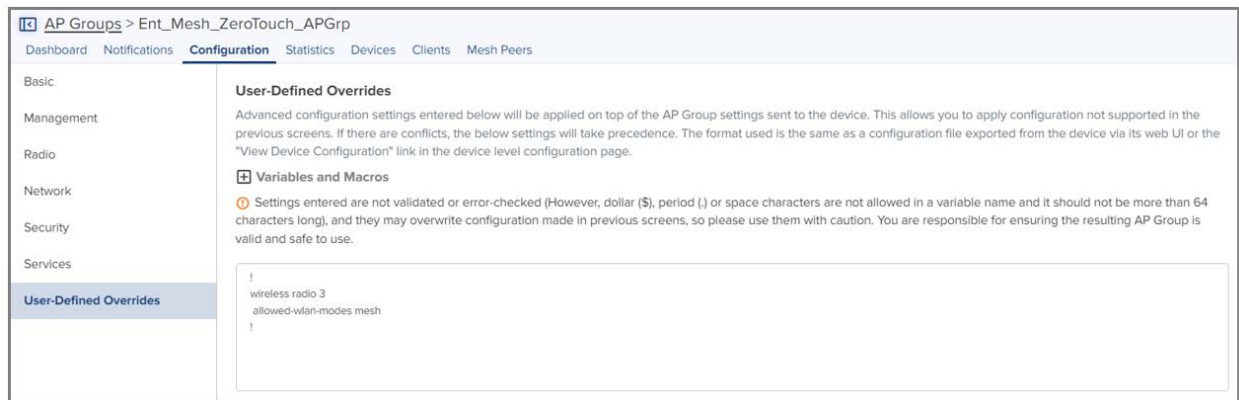 AP Groups > Ent_Mesh_ZeroTouch_APGrp
Dashboard Notifications Configuration Statistics Devices Clients Mesh Peers
Basic
Management
Radio
Network
Security
Services
User-Defined Overrides
User-Defined Overrides
Advanced configuration settings entered below will be applied on top of the AP Group settings sent to the device. This allows you to apply configuration not supported in the
previous screens. If there are conflicts, the below settings will take precedence. The format used is the same as a configuration file exported from the device via its web UI or the
"View Device Configuration" link in the device level configuration page.
Variables and Macros
Settings entered are not validated or error-checked (However, dollar ($), period (.) or space characters are not allowed in a variable name and it should not be more than 64
characters long), and they may overwrite configuration made in previous screens, so please use them with caution. You are responsible for ensuring the resulting AP Group is
valid and safe to use.
!
wireless radio 3
allowed-wlan-modes mesh
!